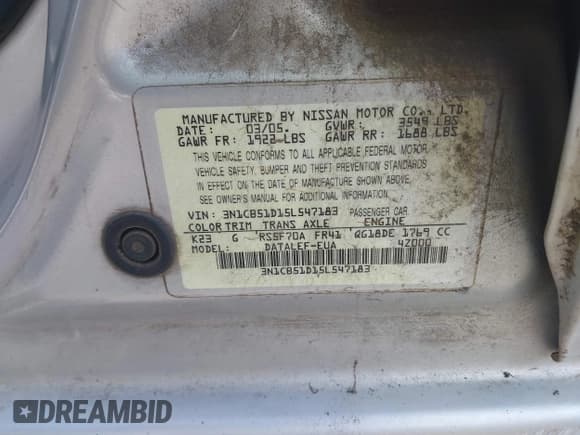 MANUFACTURED BY NISSAN MOTOR CO., LTD.
DATE: 03/05. GVWR: 3549 LBS
GAWR FR: 1922 LBS GAWR RR: 1688 LBS
THIS VEHICLE CONFORMS TO ALL APPLICABLE FEDERAL MOTOR
VEHICLE SAFETY, BUMPER AND THEFT PREVENTION STANDARDS
IN EFFECT ON THE DATE OF MANUFACTURE SHOWN ABOVE.
SEE OWNER'S MANUAL FOR ADDITIONAL INFORMATION.
VIN: 3N1CB51D15L547183 PASSENGER CAR
COLOR TRIM TRANS AXLE ENGINE
K23 G RS5F70A FR41 QG18DE 1769 CC
MODEL: DATALEF-EUA 4Z000
3N1CB51D15L547183
DREAMBID